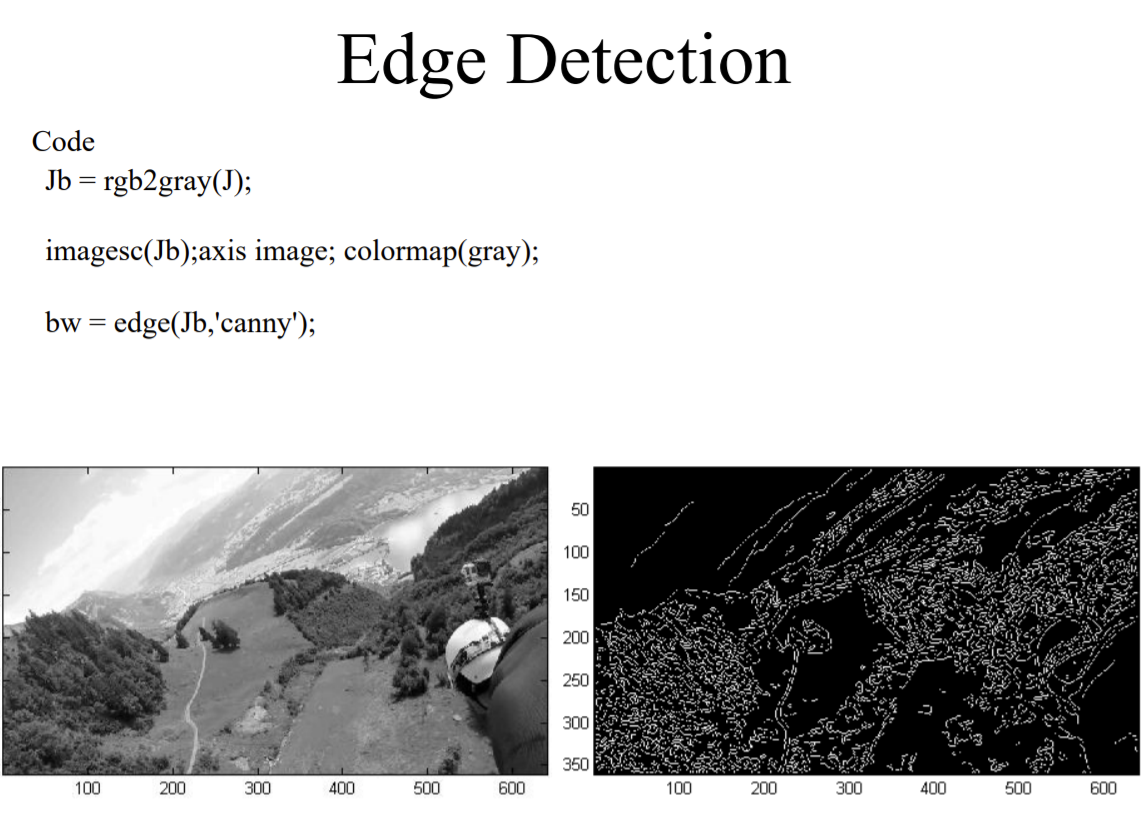 Edge Detection
Code
Jb = rgb2gray(J);
imagesc(Jb);axis image; colormap(gray);
bw = edge(Jb,'canny');
50
100
150
200
250
300
350
100 200 300 400 500 600
100 200 300 400 500 600